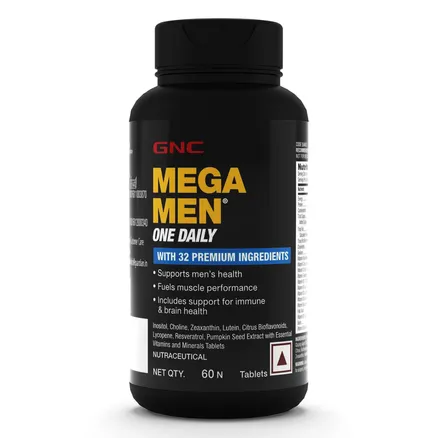 GNC
MEGA
MEN®
ONE DAILY
WITH 32 PREMIUM INGREDIENTS
• Supports men's health
• Fuels muscle performance
• Includes support for immune
& brain health
Inositol, Choline, Zeaxanthin, Lutein, Citrus Bioflavonoids,
Lycopene, Resveratrol, Pumpkin Seed Extract with Essential
Vitamins and Minerals Tablets
NUTRACEUTICAL
NET QTY. 60 N Tablets